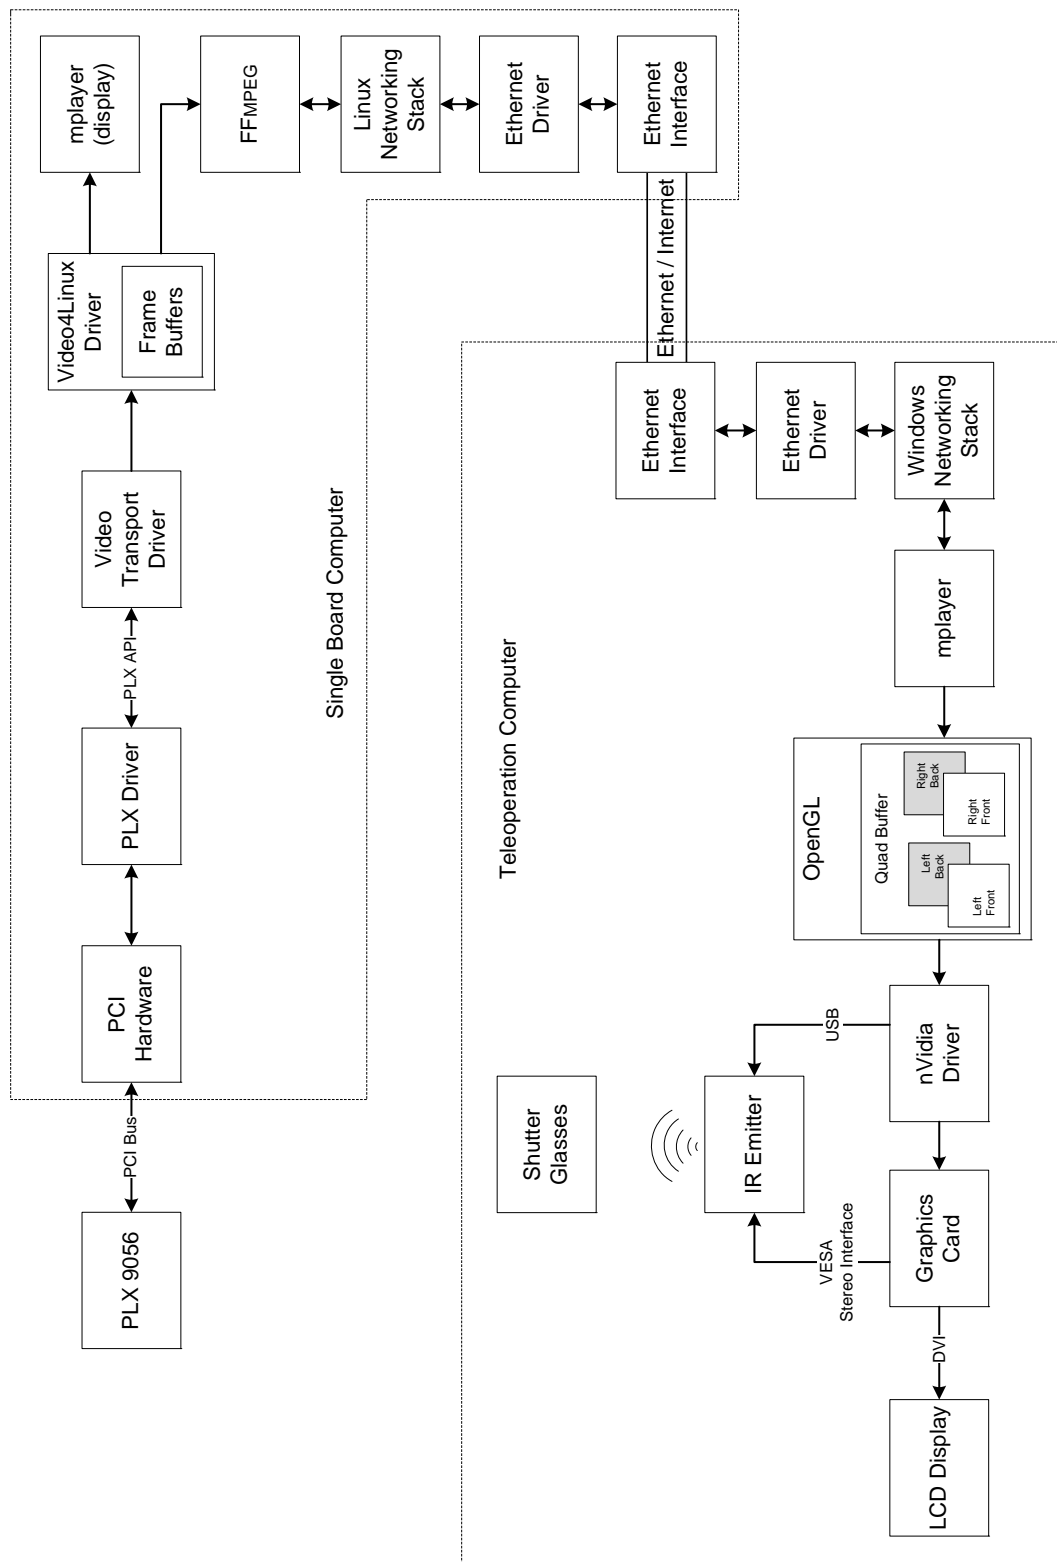 PLX 9056
PCI Bus
PCI
Hardware
PLX Driver
PLX API
Video
Transport
Driver
Video4Linux
Driver
Frame
Buffers
mplayer
(display)
FFMPEG
Linux
Networking
Stack
Ethernet
Driver
Ethernet
Interface
Single Board Computer
Ethernet / Internet
Teleoperation Computer
Ethernet
Interface
Ethernet
Driver
Windows
Networking
Stack
mplayer
OpenGL
Quad Buffer
Left
Back
Left
Front
Right
Back
Right
Front
nVidia
Driver
USB
Shutter
Glasses
IR Emitter
VESA
Stereo Interface
Graphics
Card
DVI
LCD Display